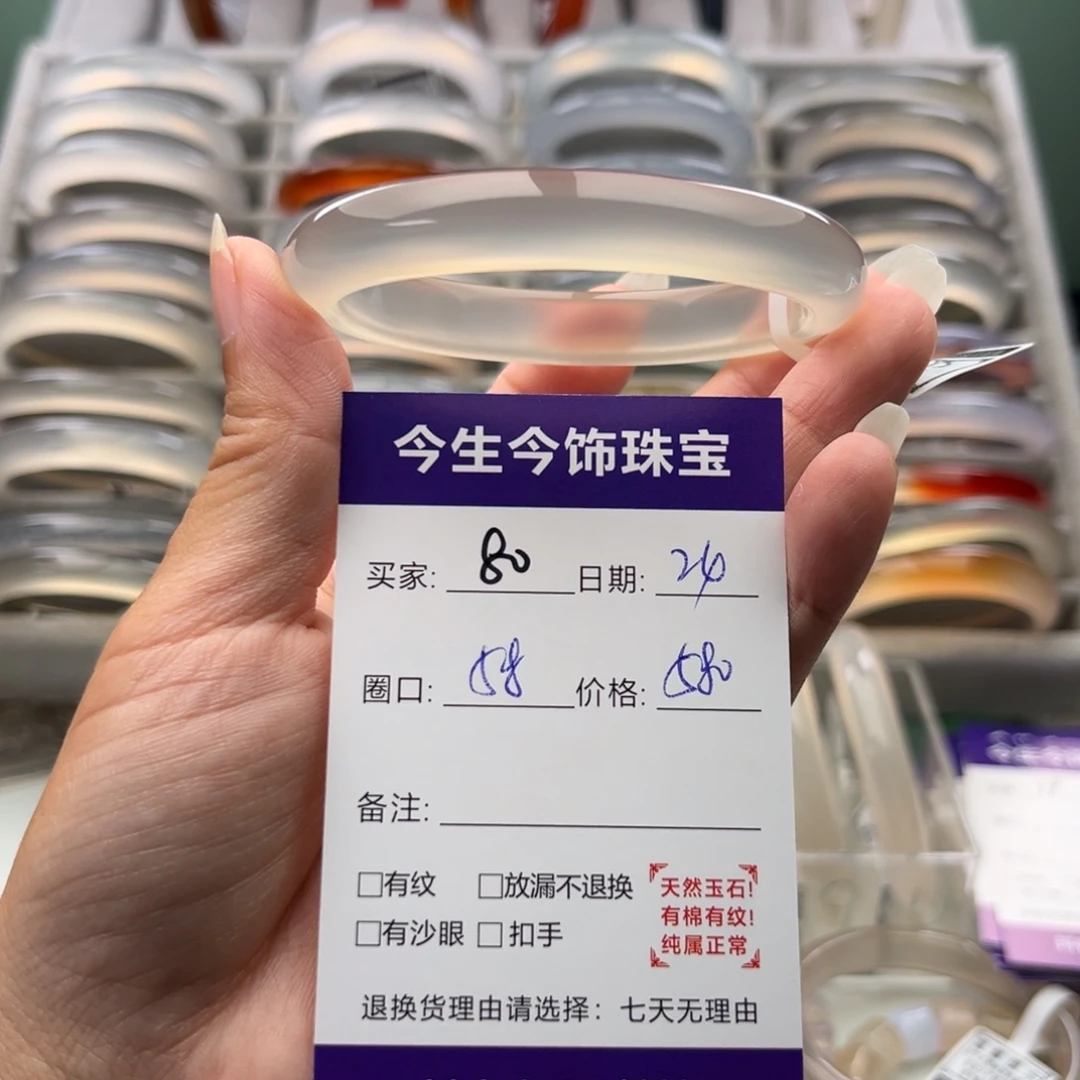 今生今饰珠宝
买家: 80 日期: 26
圈口: 58 价格: 580
备注:
□有纹 □放漏不退换
□有沙眼 □扣手
天然玉石!
有棉有纹!
纯属正常
退换货理由请选择：七天无理由